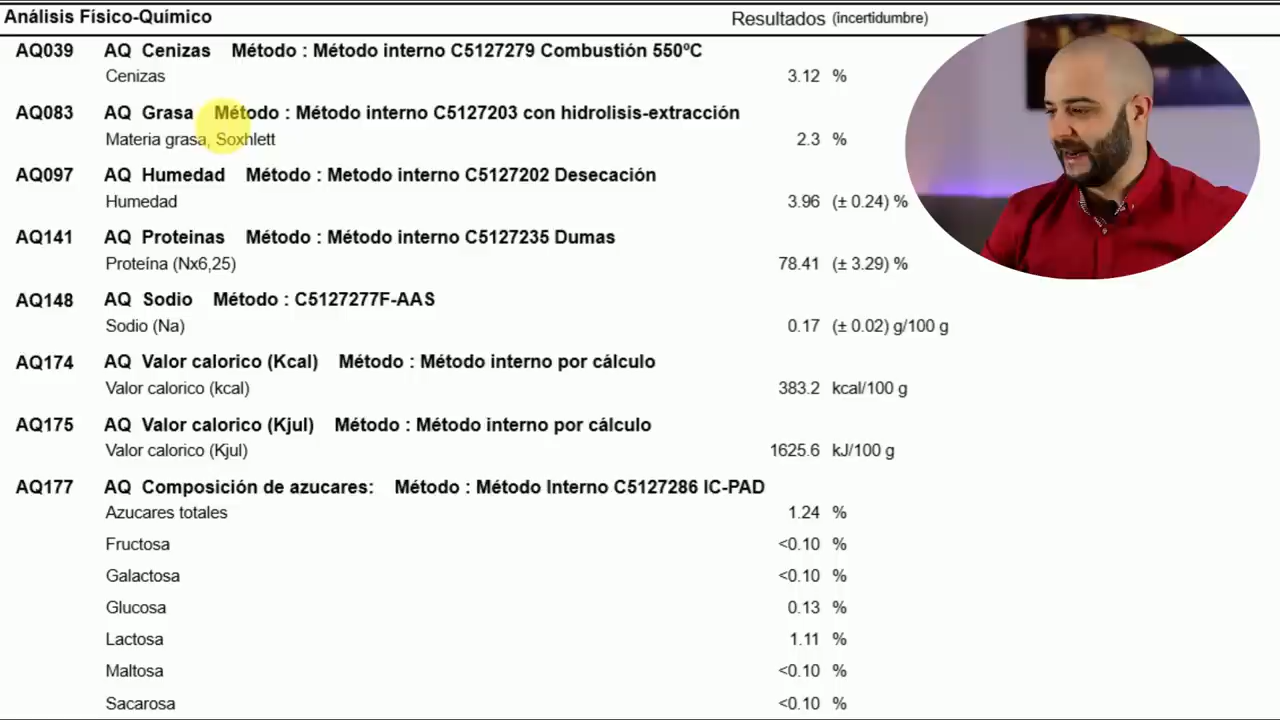 Análisis Físico-Químico Resultados (incertidumbre)
AQ039 AQ Cenizas Método : Método interno C5127279 Combustión 550ºC
Cenizas 3.12 %
AQ083 AQ Grasa Método : Método interno C5127203 con hidrolisis-extracción
Materia grasa, Soxhlett 2.3 %
AQ097 AQ Humedad Método : Metodo interno C5127202 Desecación
Humedad 3.96 (± 0.24) %
AQ141 AQ Proteinas Método : Método interno C5127235 Dumas
Proteína (Nx6,25) 78.41 (± 3.29) %
AQ148 AQ Sodio Método : C5127277F-AAS
Sodio (Na) 0.17 (± 0.02) g/100 g
AQ174 AQ Valor calorico (Kcal) Método : Método interno por cálculo
Valor calorico (kcal) 383.2 kcal/100 g
AQ175 AQ Valor calorico (Kjul) Método : Método interno por cálculo
Valor calorico (Kjul) 1625.6 kJ/100 g
AQ177 AQ Composición de azucares: Método : Método Interno C5127286 IC-PAD
Azucares totales 1.24 %
Fructosa <0.10 %
Galactosa <0.10 %
Glucosa 0.13 %
Lactosa 1.11 %
Maltosa <0.10 %
Sacarosa <0.10 %